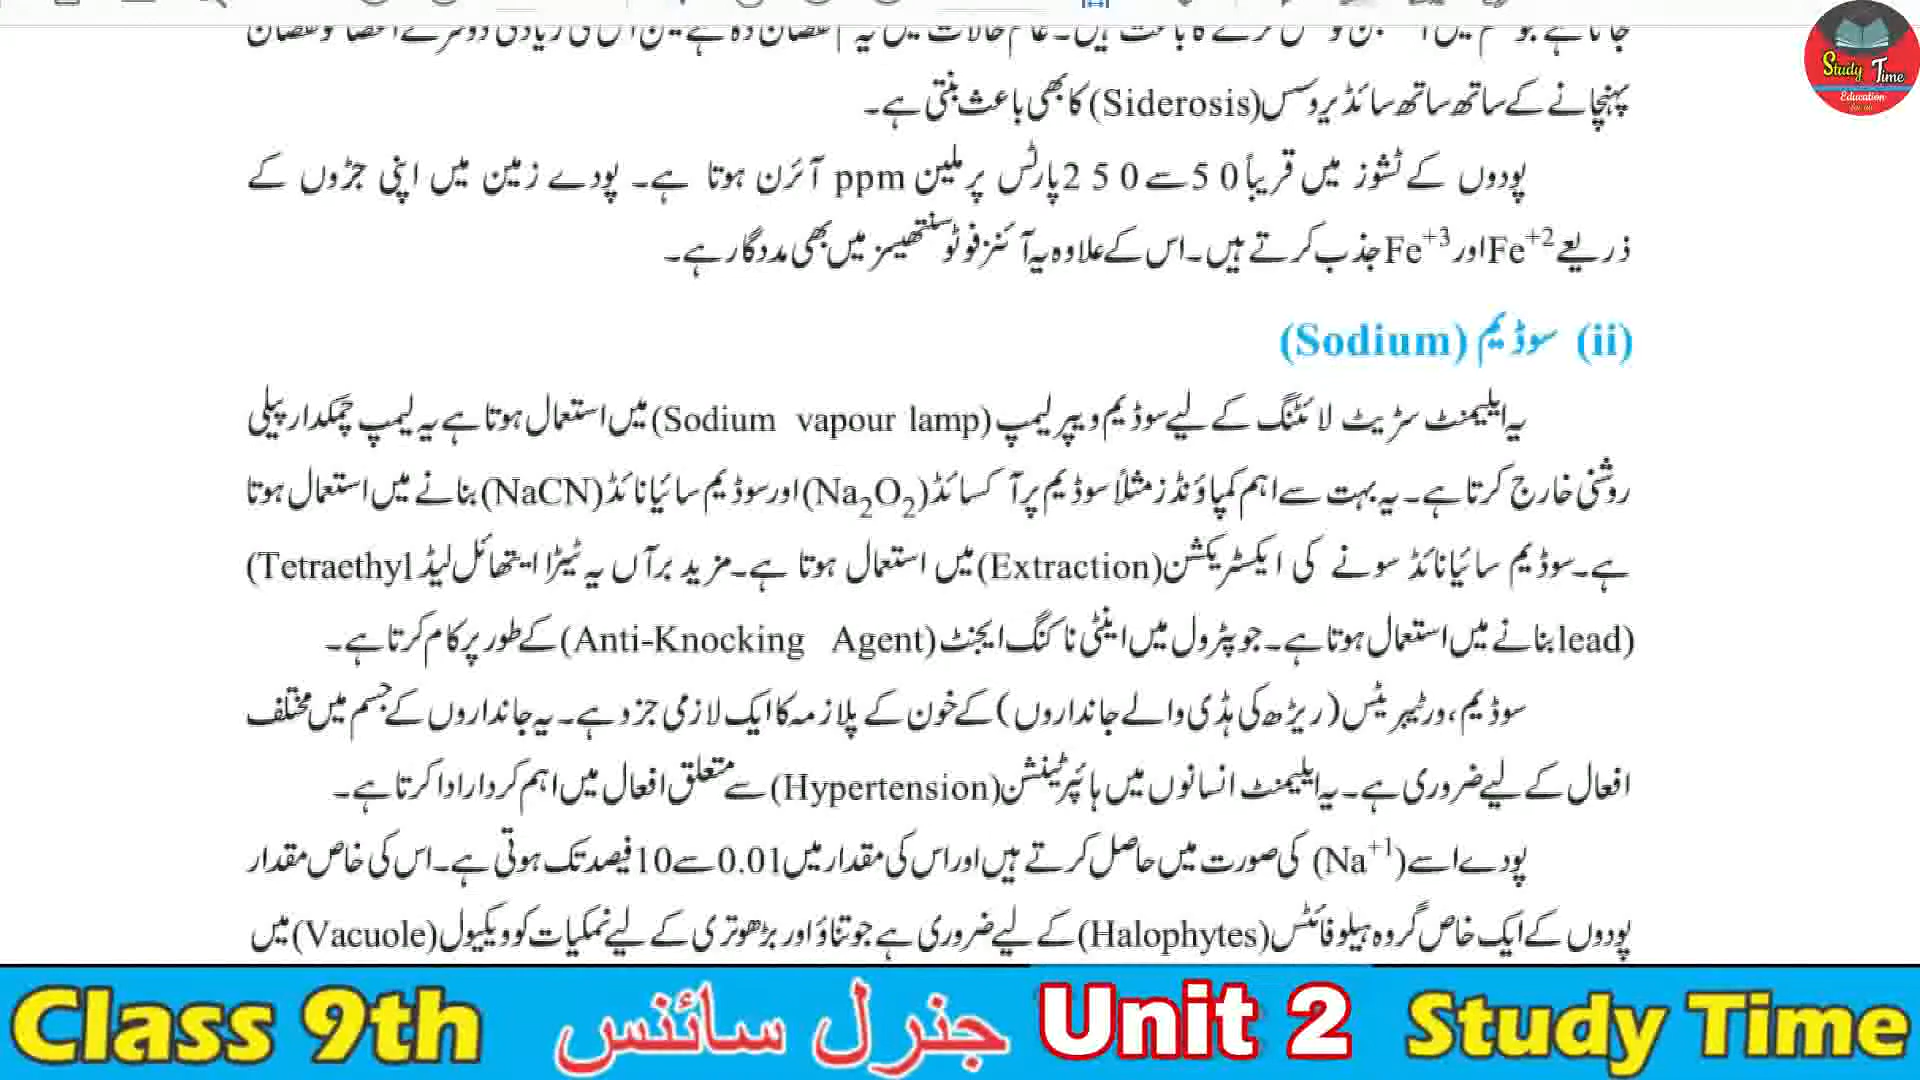 پہنچانے کے ساتھ ساتھ سائڈیروسس (Siderosis) کا بھی باعث بنتی ہے۔
پودوں کے ٹشوز میں قریباً 50 سے 250 پارٹس پر ملین ppm آئرن ہوتا ہے۔ پودے زمین میں اپنی جڑوں کے
ذریعے Fe+2 اور Fe+3 جذب کرتے ہیں۔ اس کے علاوہ یہ آئنز فوٹوسنتھیسز میں بھی مددگار ہے۔
(ii) سوڈیم (Sodium)
یہ ایلیمنٹ سڑیٹ لائٹنگ کے لیے سوڈیم ویپر لیمپ (Sodium vapour lamp) میں استعمال ہوتا ہے یہ لیمپ چمکدار پیلی
روشنی خارج کرتا ہے۔ یہ بہت سے اہم کمپاؤنڈز مثلاً سوڈیم پر آکسائڈ (Na2O2) اور سوڈیم سائیانائڈ (NaCN) بنانے میں استعمال ہوتا
ہے۔ سوڈیم سائیانائڈ سونے کی ایکسٹریکشن (Extraction) میں استعمال ہوتا ہے۔ مزید برآں یہ ٹیڑا ایتھائل لیڈ (Tetraethyl
lead) بنانے میں استعمال ہوتا ہے۔ جو پٹرول میں اینٹی ناکنگ ایجنٹ (Anti-Knocking Agent) کے طور پر کام کرتا ہے۔
سوڈیم، ورٹیبریٹس (ریڑھ کی ہڈی والے جانداروں) کے خون کے پلازمہ کا ایک لازمی جزو ہے۔ یہ جانداروں کے جسم میں مختلف
افعال کے لیے ضروری ہے۔ یہ ایلیمنٹ انسانوں میں ہائپرٹینشن (Hypertension) سے متعلق افعال میں اہم کردار ادا کرتا ہے۔
پودے اسے (Na+1) کی صورت میں حاصل کرتے ہیں اور اس کی مقدار میں 0.01 سے 10 فیصد تک ہوتی ہے۔ اس کی خاص مقدار
پودوں کے ایک خاص گروہ ہیلوفائٹس (Halophytes) کے لیے ضروری ہے جو تناؤ اور بڑھوتری کے لیے نمکیات کو ویکیول (Vacuole) میں
Class 9th جنرل سائنس Unit 2 Study Time
Study Time
Education